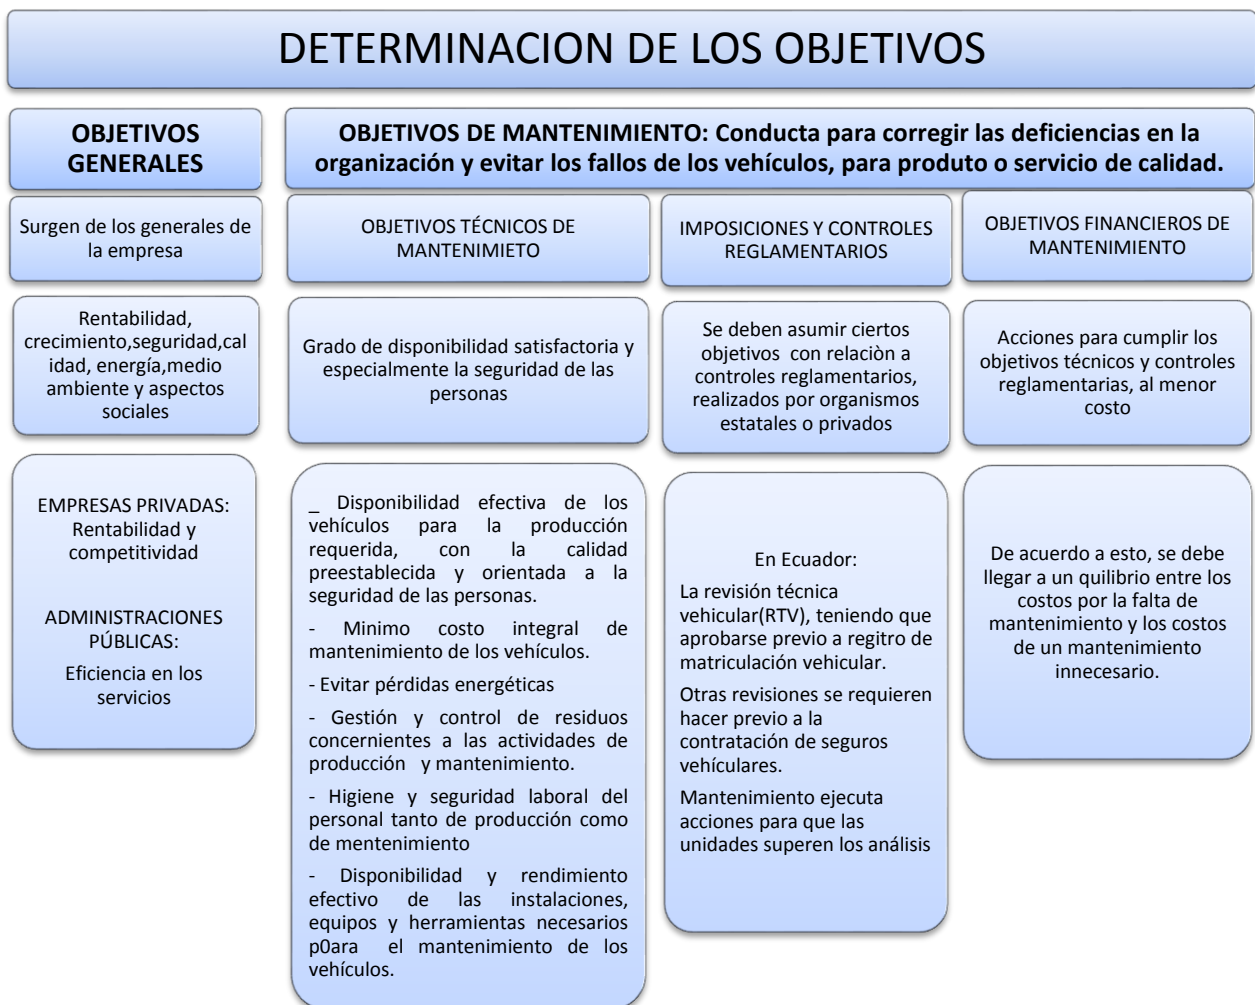 DETERMINACION DE LOS OBJETIVOS
OBJETIVOS
GENERALES
OBJETIVOS DE MANTENIMIENTO: Conducta para corregir las deficiencias en la
organización y evitar los fallos de los vehículos, para produto o servicio de calidad.
Surgen de los generales de
la empresa
OBJETIVOS TÉCNICOS DE
MANTENIMIETO
IMPOSICIONES Y CONTROLES
REGLAMENTARIOS
OBJETIVOS FINANCIEROS DE
MANTENIMIENTO
Rentabilidad,
crecimiento,seguridad,cal
idad, energía,medio
ambiente y aspectos
sociales
Grado de disponibilidad satisfactoria y
especialmente la seguridad de las
personas
Se deben asumir ciertos
objetivos con relaciòn a
controles reglamentarios,
realizados por organismos
estatales o privados
Acciones para cumplir los
objetivos técnicos y controles
reglamentarias, al menor
costo
EMPRESAS PRIVADAS:
Rentabilidad y
competitividad
ADMINISTRACIONES
PÚBLICAS:
Eficiencia en los
servicios
_ Disponibilidad efectiva de los
vehículos para la producción
requerida, con la calidad
preestablecida y orientada a la
seguridad de las personas.
- Minimo costo integral de
mantenimiento de los vehículos.
- Evitar pérdidas energéticas
- Gestión y control de residuos
concernientes a las actividades de
producción y mantenimiento.
- Higiene y seguridad laboral del
personal tanto de producción como
de mentenimiento
- Disponibilidad y rendimiento
efectivo de las instalaciones,
equipos y herramientas necesarios
p0ara el mantenimiento de los
vehículos.
En Ecuador:
La revisión técnica
vehicular(RTV), teniendo que
aprobarse previo a regitro de
matriculación vehicular.
Otras revisiones se requieren
hacer previo a la
contratación de seguros
vehículares.
Mantenimiento ejecuta
acciones para que las
unidades superen los análisis
De acuerdo a esto, se debe
llegar a un quilibrio entre los
costos por la falta de
mantenimiento y los costos
de un mantenimiento
innecesario.